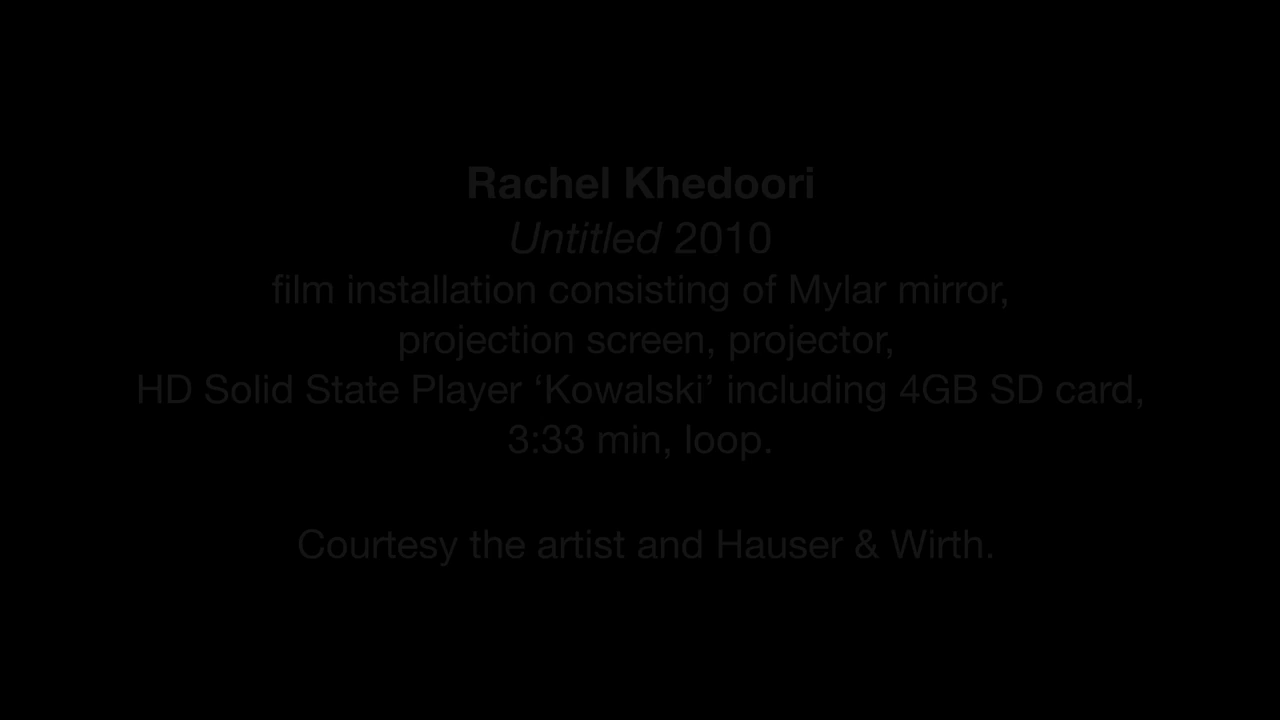 Rachel Khedoori
Untitled 2010
film installation consisting of Mylar mirror,
projection screen, projector,
HD Solid State Player ‘Kowalski’ including 4GB SD card,
3:33 min, loop.
Courtesy the artist and Hauser & Wirth.